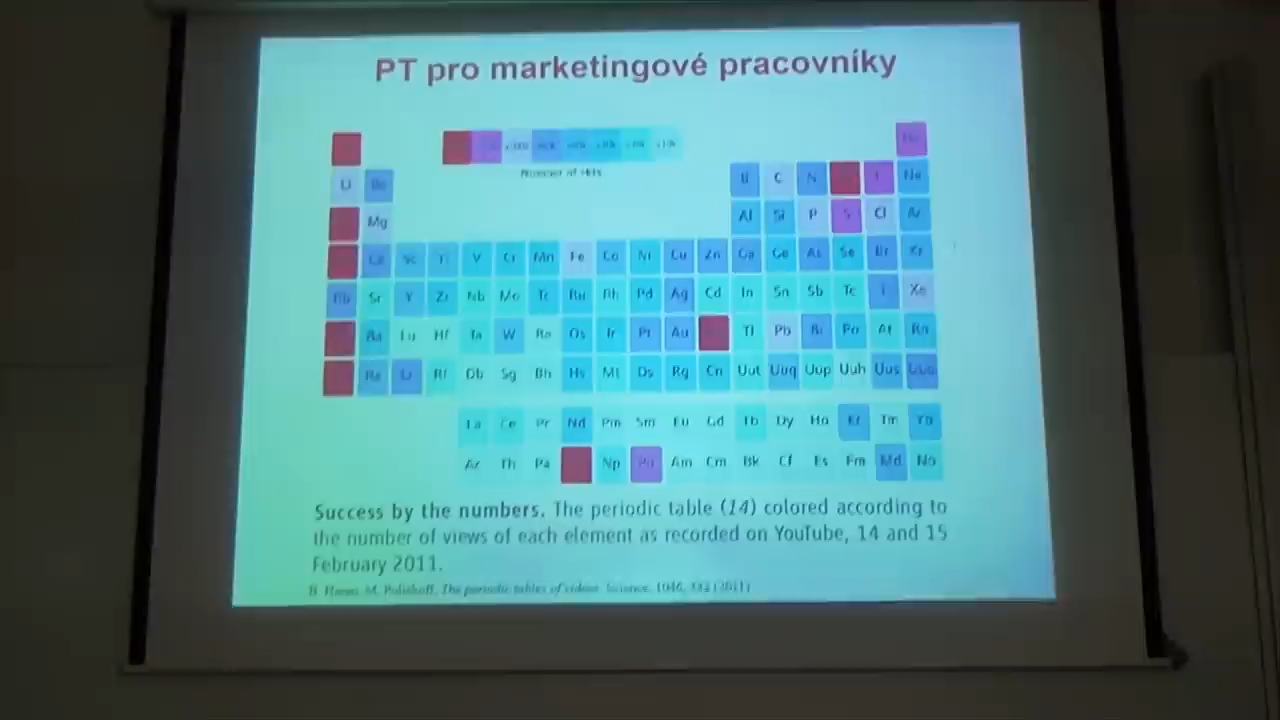 PT pro marketingové pracovníky
Number of Hits
Li Be B C N F Ne
Mg Al Si P S Cl Ar
Ca Sc Ti V Cr Mn Fe Co Ni Cu Zn Ga Ge As Se Br Kr
Rb Sr Y Zr Nb Mo Tc Ru Rh Pd Ag Cd In Sn Sb Te I Xe
Ba Lu Hf Ta W Re Os Ir Pt Au Tl Pb Bi Po At Rn
Ra Lr Rf Db Sg Bh Hs Mt Ds Rg Cn Uut Uuq Uup Uuh Uus Uuo
La Ce Pr Nd Pm Sm Eu Gd Tb Dy Ho Er Tm Yb
Ac Th Pa Np Pu Am Cm Bk Cf Es Fm Md No
Success by the numbers. The periodic table (14) colored according to
the number of views of each element as recorded on YouTube, 14 and 15
February 2011.
M. Poliakoff, The periodic tables of videos Science,